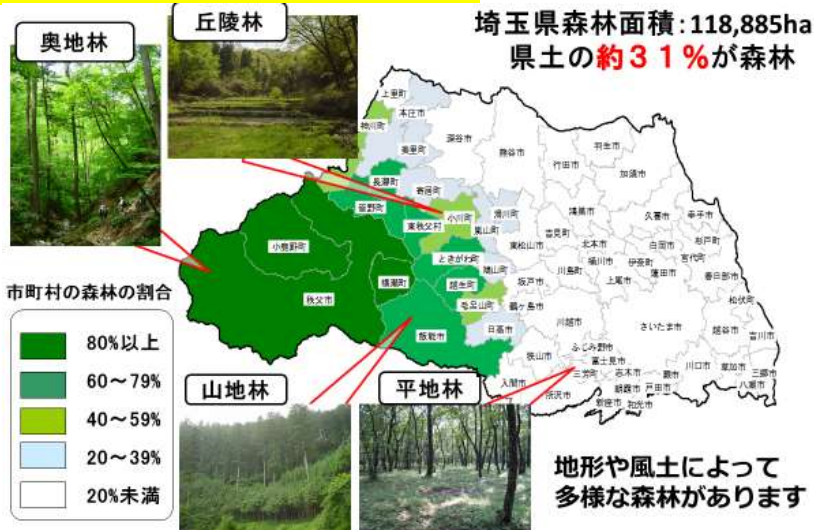 奥地林
丘陵林
埼玉県森林面積：118,885ha
県土の約３１％が森林
上里町
本庄市
神川町
美里町
深谷市
熊谷市
行田市
羽生市
加須市
長瀞町
寄居町
皆野町
小川町
滑川町
東秩父村
嵐山町
小鹿野町
ときがわ町
東松山市
吉見町
鴻巣市
久喜市
幸手市
北本市
白岡市
杉戸町
桶川市
伊奈町
宮代町
鳩山町
川島町
上尾市
蓮田市
春日部市
横瀬町
越生町
坂戸市
秩父市
毛呂山町
鶴ヶ島市
松伏町
飯能市
日高市
川越市
さいたま市
越谷市
吉川市
狭山市
ふじみ野市
富士見市
三芳町
志木市
蕨市
川口市
草加市
三郷市
入間市
所沢市
朝霞市
戸田市
八潮市
新座市
和光市
市町村の森林の割合
80%以上
60～79%
40～59%
20～39%
20%未満
山地林
平地林
地形や風土によって
多様な森林があります